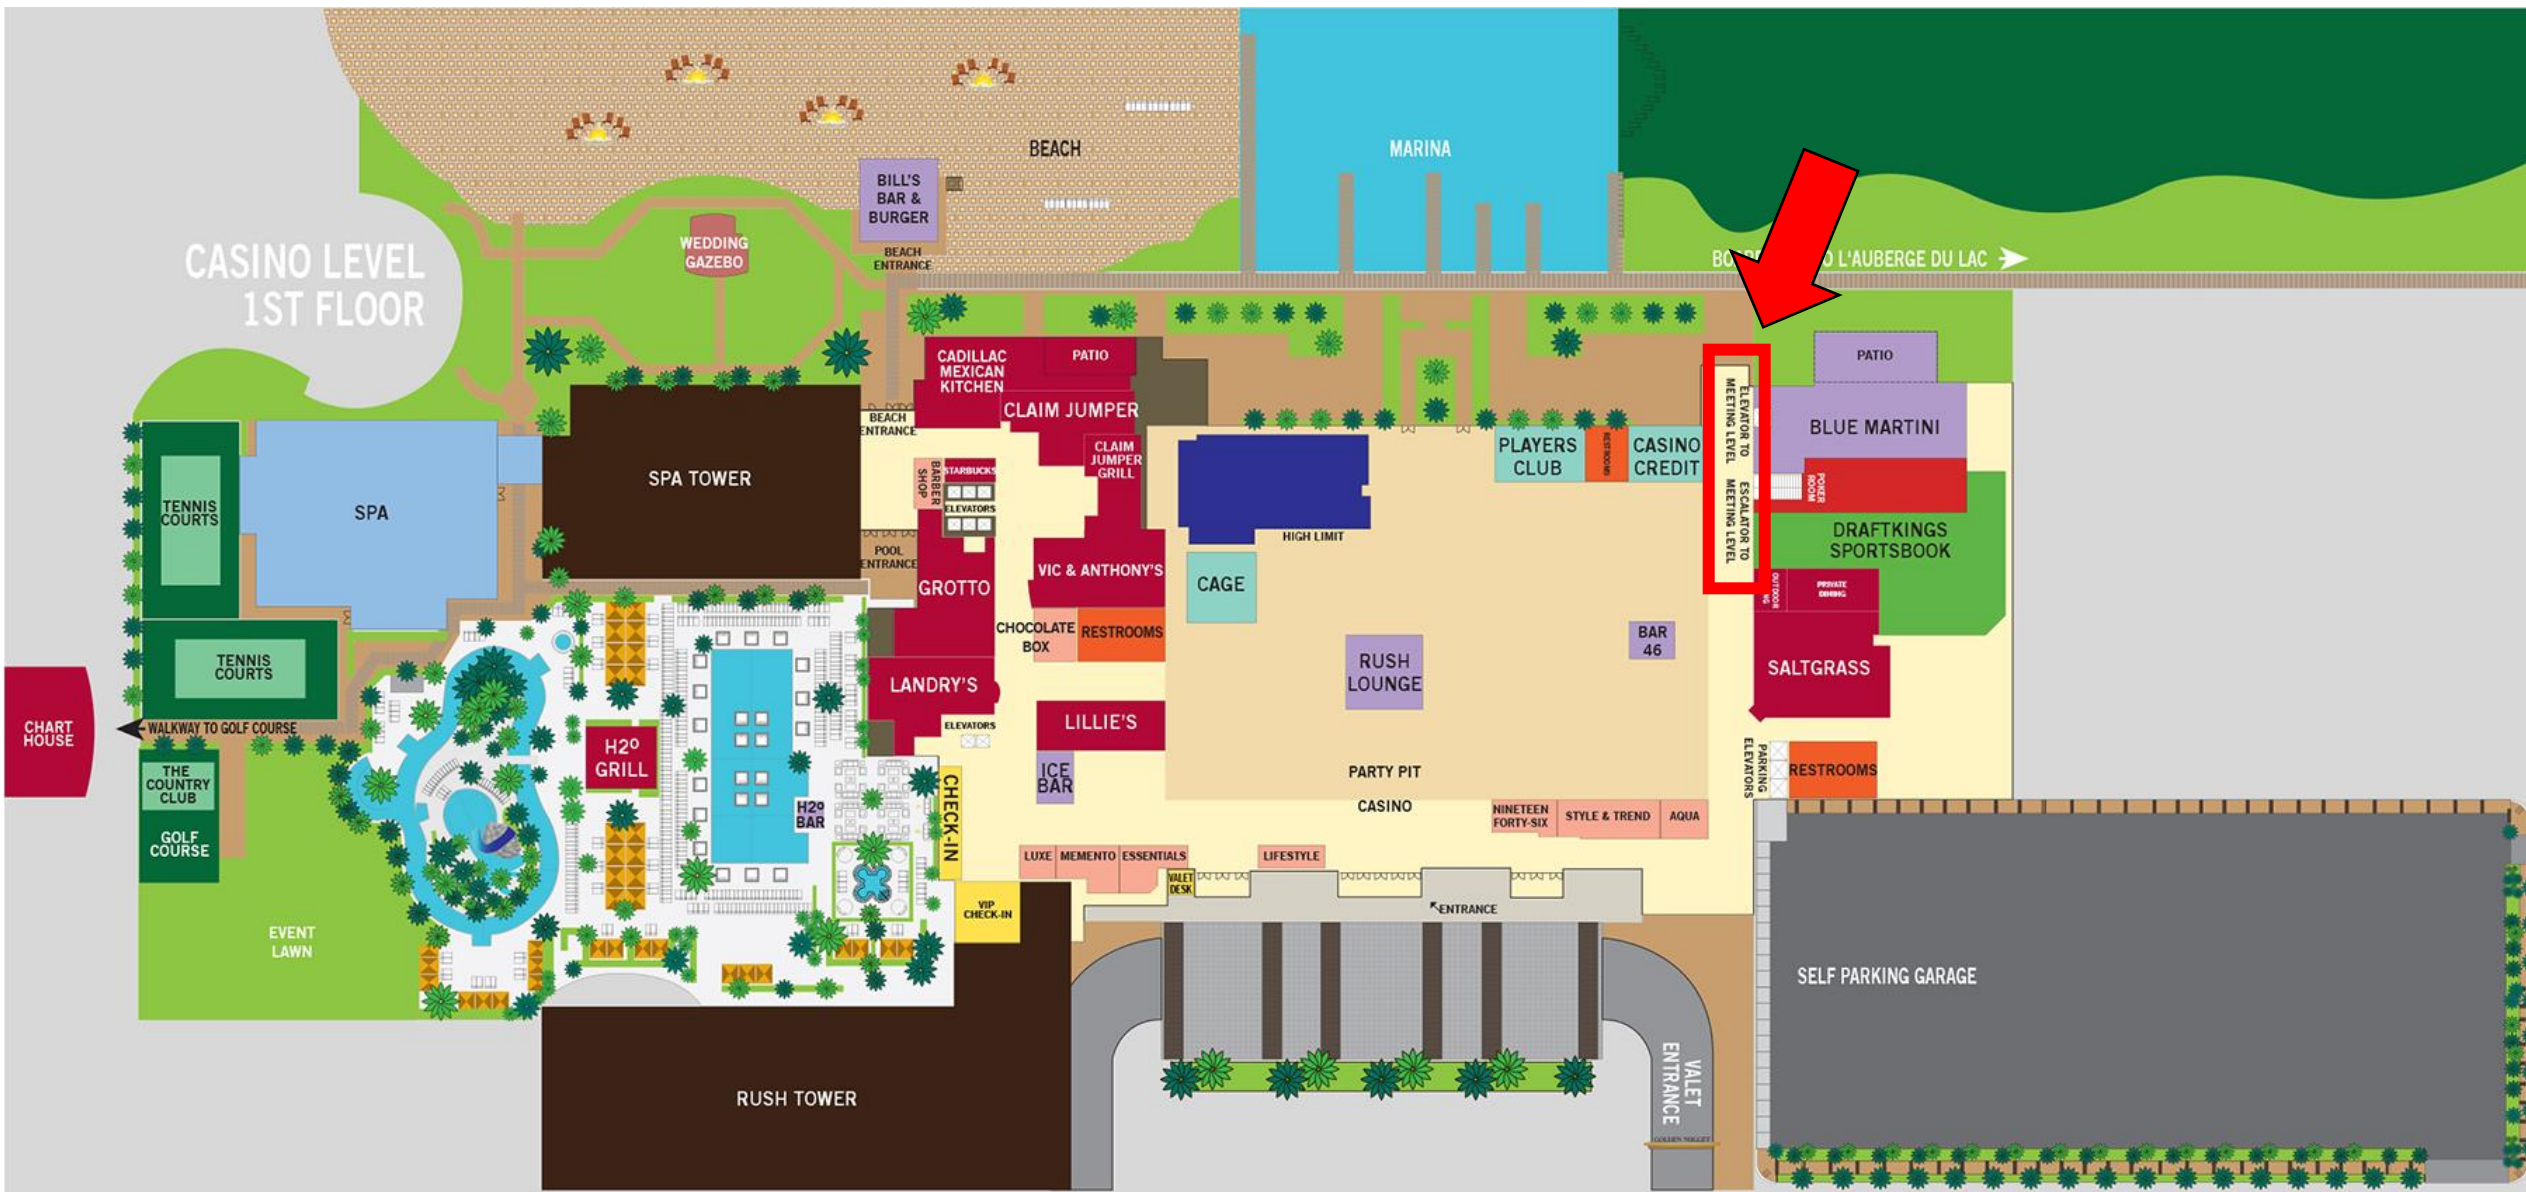 CASINO LEVEL
1ST FLOOR
BEACH
MARINA
BILL'S
BAR &
BURGER
BEACH
ENTRANCE
WEDDING
GAZEBO
O L'AUBERGE DU LAC
CADILLAC
MEXICAN
KITCHEN
PATIO
CLAIM JUMPER
CLAIM
JUMPER
GRILL
BEACH
ENTRANCE
BARBER
SHOP
STARBUCKS
ELEVATORS
POOL
ENTRANCE
SPA TOWER
SPA
TENNIS
COURTS
TENNIS
COURTS
CHART
HOUSE
WALKWAY TO GOLF COURSE
THE
COUNTRY
CLUB
GOLF
COURSE
EVENT
LAWN
H2O
GRILL
H2O
BAR
GROTTO
LANDRY'S
ELEVATORS
CHECK-IN
VIP
CHECK-IN
VIC & ANTHONY'S
CHOCOLATE
BOX
RESTROOMS
LILLIE'S
ICE
BAR
LUXE
MEMENTO
ESSENTIALS
LIFESTYLE
VALET
DESK
HIGH LIMIT
CAGE
RUSH
LOUNGE
BAR
46
PARTY PIT
CASINO
PLAYERS
CLUB
RESTROOMS
CASINO
CREDIT
ELEVATOR TO
MEETING LEVEL
ESCALATOR TO
MEETING LEVEL
PATIO
BLUE MARTINI
POKER
ROOM
DRAFTKINGS
SPORTSBOOK
OUTDOOR
PRIVATE
DINING
SALTGRASS
PARKING
ELEVATORS
RESTROOMS
NINETEEN
FORTY-SIX
STYLE & TREND
AQUA
ENTRANCE
VALET
ENTRANCE
GOLDEN NUGGET
SELF PARKING GARAGE
RUSH TOWER